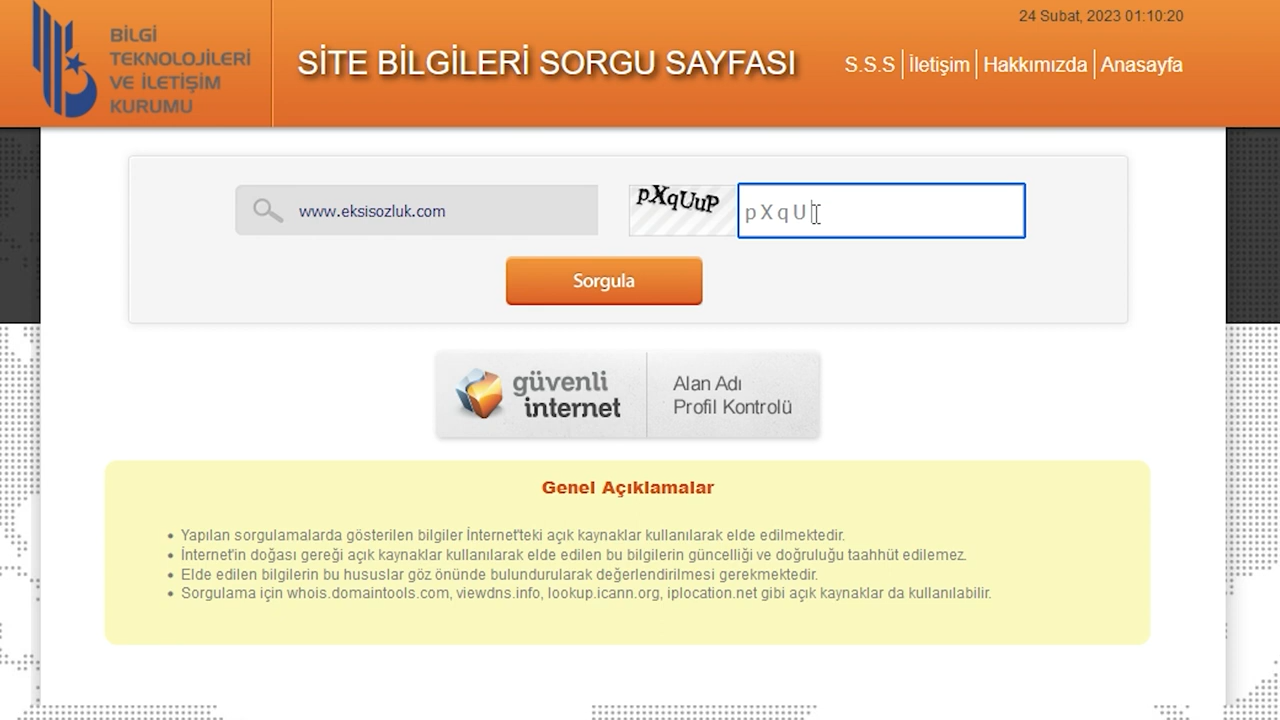 24 Subat, 2023 01:10:20
BİLGİ
TEKNOLOJİLERİ
VE İLETİŞİM
KURUMU
SİTE BİLGİLERİ SORGU SAYFASI
S.S.S İletişim Hakkımızda Anasayfa
www.eksisozluk.com
pXqUuP
pXqU
Sorgula
güvenli
internet
Alan Adı
Profil Kontrolü
Genel Açıklamalar
• Yapılan sorgulamalarda gösterilen bilgiler İnternet'teki açık kaynaklar kullanılarak elde edilmektedir.
• İnternet'in doğası gereği açık kaynaklar kullanılarak elde edilen bu bilgilerin güncelliği ve doğruluğu taahhüt edilemez.
• Elde edilen bilgilerin bu hususlar göz önünde bulundurularak değerlendirilmesi gerekmektedir.
• Sorgulama için whois.domaintools.com, viewdns.info, lookup.icann.org, iplocation.net gibi açık kaynaklar da kullanılabilir.